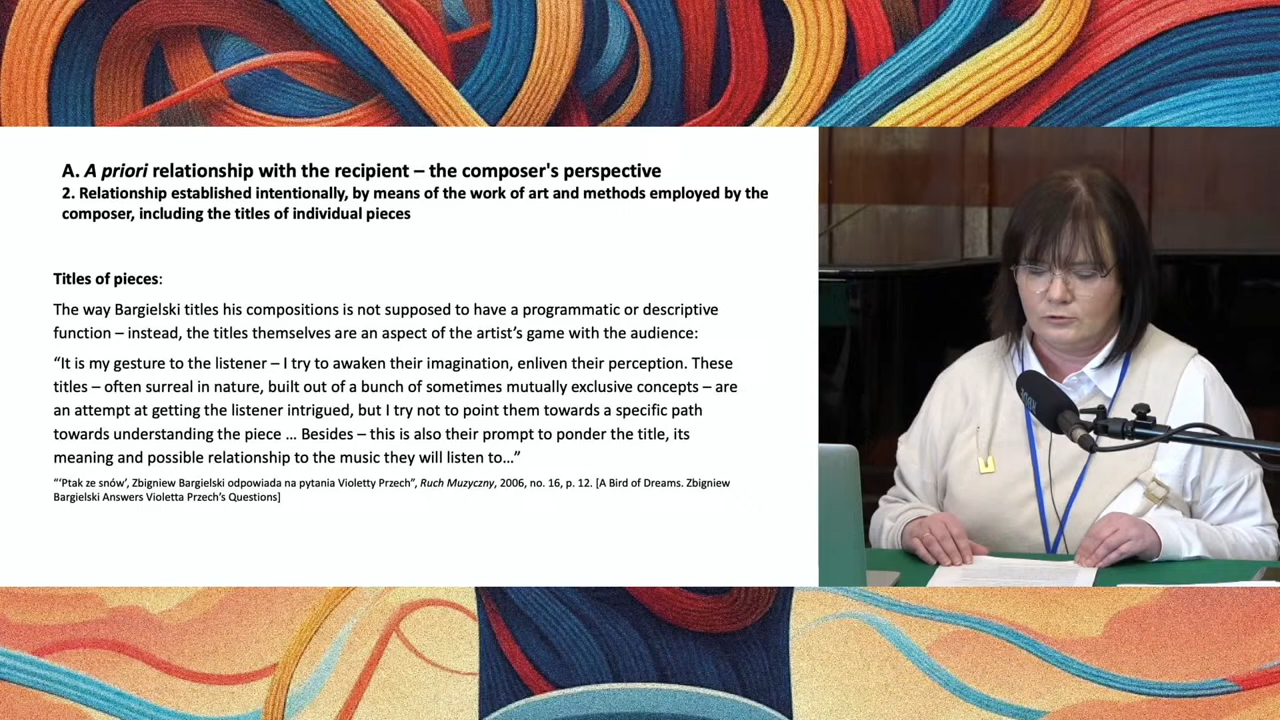 A. A priori relationship with the recipient – the composer's perspective
2. Relationship established intentionally, by means of the work of art and methods employed by the
composer, including the titles of individual pieces
Titles of pieces:
The way Bargielski titles his compositions is not supposed to have a programmatic or descriptive
function – instead, the titles themselves are an aspect of the artist’s game with the audience:
“It is my gesture to the listener – I try to awaken their imagination, enliven their perception. These
titles – often surreal in nature, built out of a bunch of sometimes mutually exclusive concepts – are
an attempt at getting the listener intrigued, but I try not to point them towards a specific path
towards understanding the piece … Besides – this is also their prompt to ponder the title, its
meaning and possible relationship to the music they will listen to…”
“‘Ptak ze snów’, Zbigniew Bargielski odpowiada na pytania Violetty Przech”, Ruch Muzyczny, 2006, no. 16, p. 12. [A Bird of Dreams. Zbigniew
Bargielski Answers Violetta Przech’s Questions]